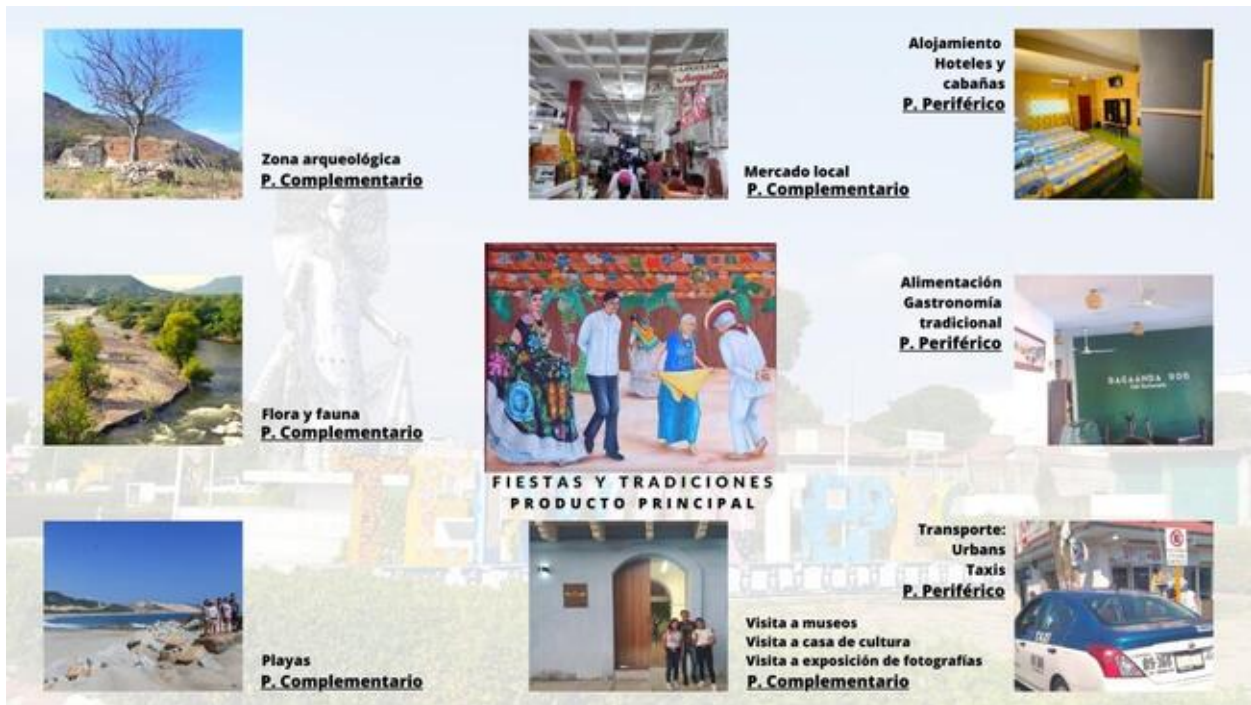 Zona arqueológica
P. Complementario
Mercado local
P. Complementario
Alojamiento
Hoteles y
cabañas
P. Periférico
Flora y fauna
P. Complementario
FIESTAS Y TRADICIONES
PRODUCTO PRINCIPAL
Alimentación
Gastronomía
tradicional
P. Periférico
Playas
P. Complementario
Visita a museos
Visita a casa de cultura
Visita a exposición de fotografías
P. Complementario
Transporte:
Urbans
Taxis
P. Periférico
TAXI